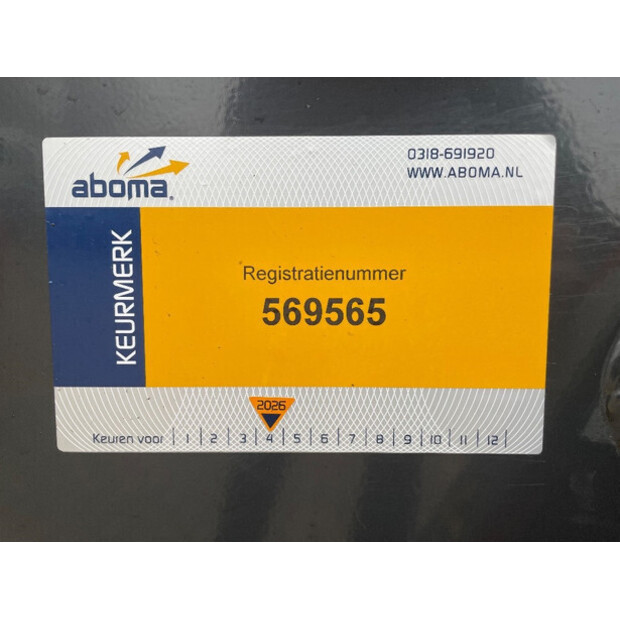 aboma®
0318-691920
WWW.ABOMA.NL
KEURMERK
Registratienummer
569565
2026
Keuren voor | 1 | 2 | 3 | 4 | 5 | 6 | 7 | 8 | 9 | 10 | 11 | 12 |